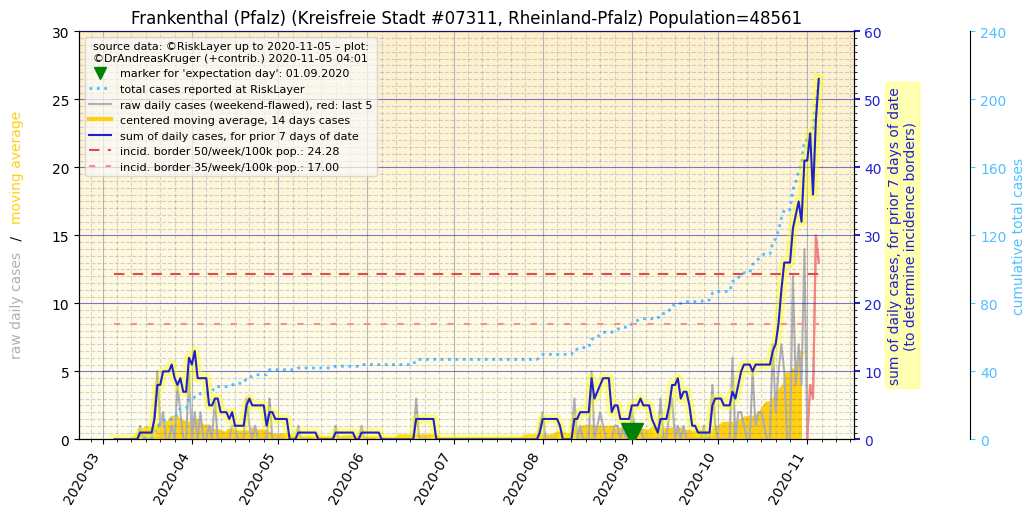 Frankenthal (Pfalz) (Kreisfreie Stadt #07311, Rheinland-Pfalz) Population=48561
source data: ©RiskLayer up to 2020-11-05 – plot:
©DrAndreasKruger (+contrib.) 2020-11-05 04:01
marker for 'expectation day': 01.09.2020
total cases reported at RiskLayer
raw daily cases (weekend-flawed), red: last 5
centered moving average, 14 days cases
sum of daily cases, for prior 7 days of date
incid. border 50/week/100k pop.: 24.28
incid. border 35/week/100k pop.: 17.00
raw daily cases / moving average
30
25
20
15
10
5
0
2020-03
2020-04
2020-05
2020-06
2020-07
2020-08
2020-09
2020-10
2020-11
60
50
40
30
20
10
0
sum of daily cases, for prior 7 days of date
(to determine incidence borders)
240
200
160
120
80
40
0
cumulative total cases